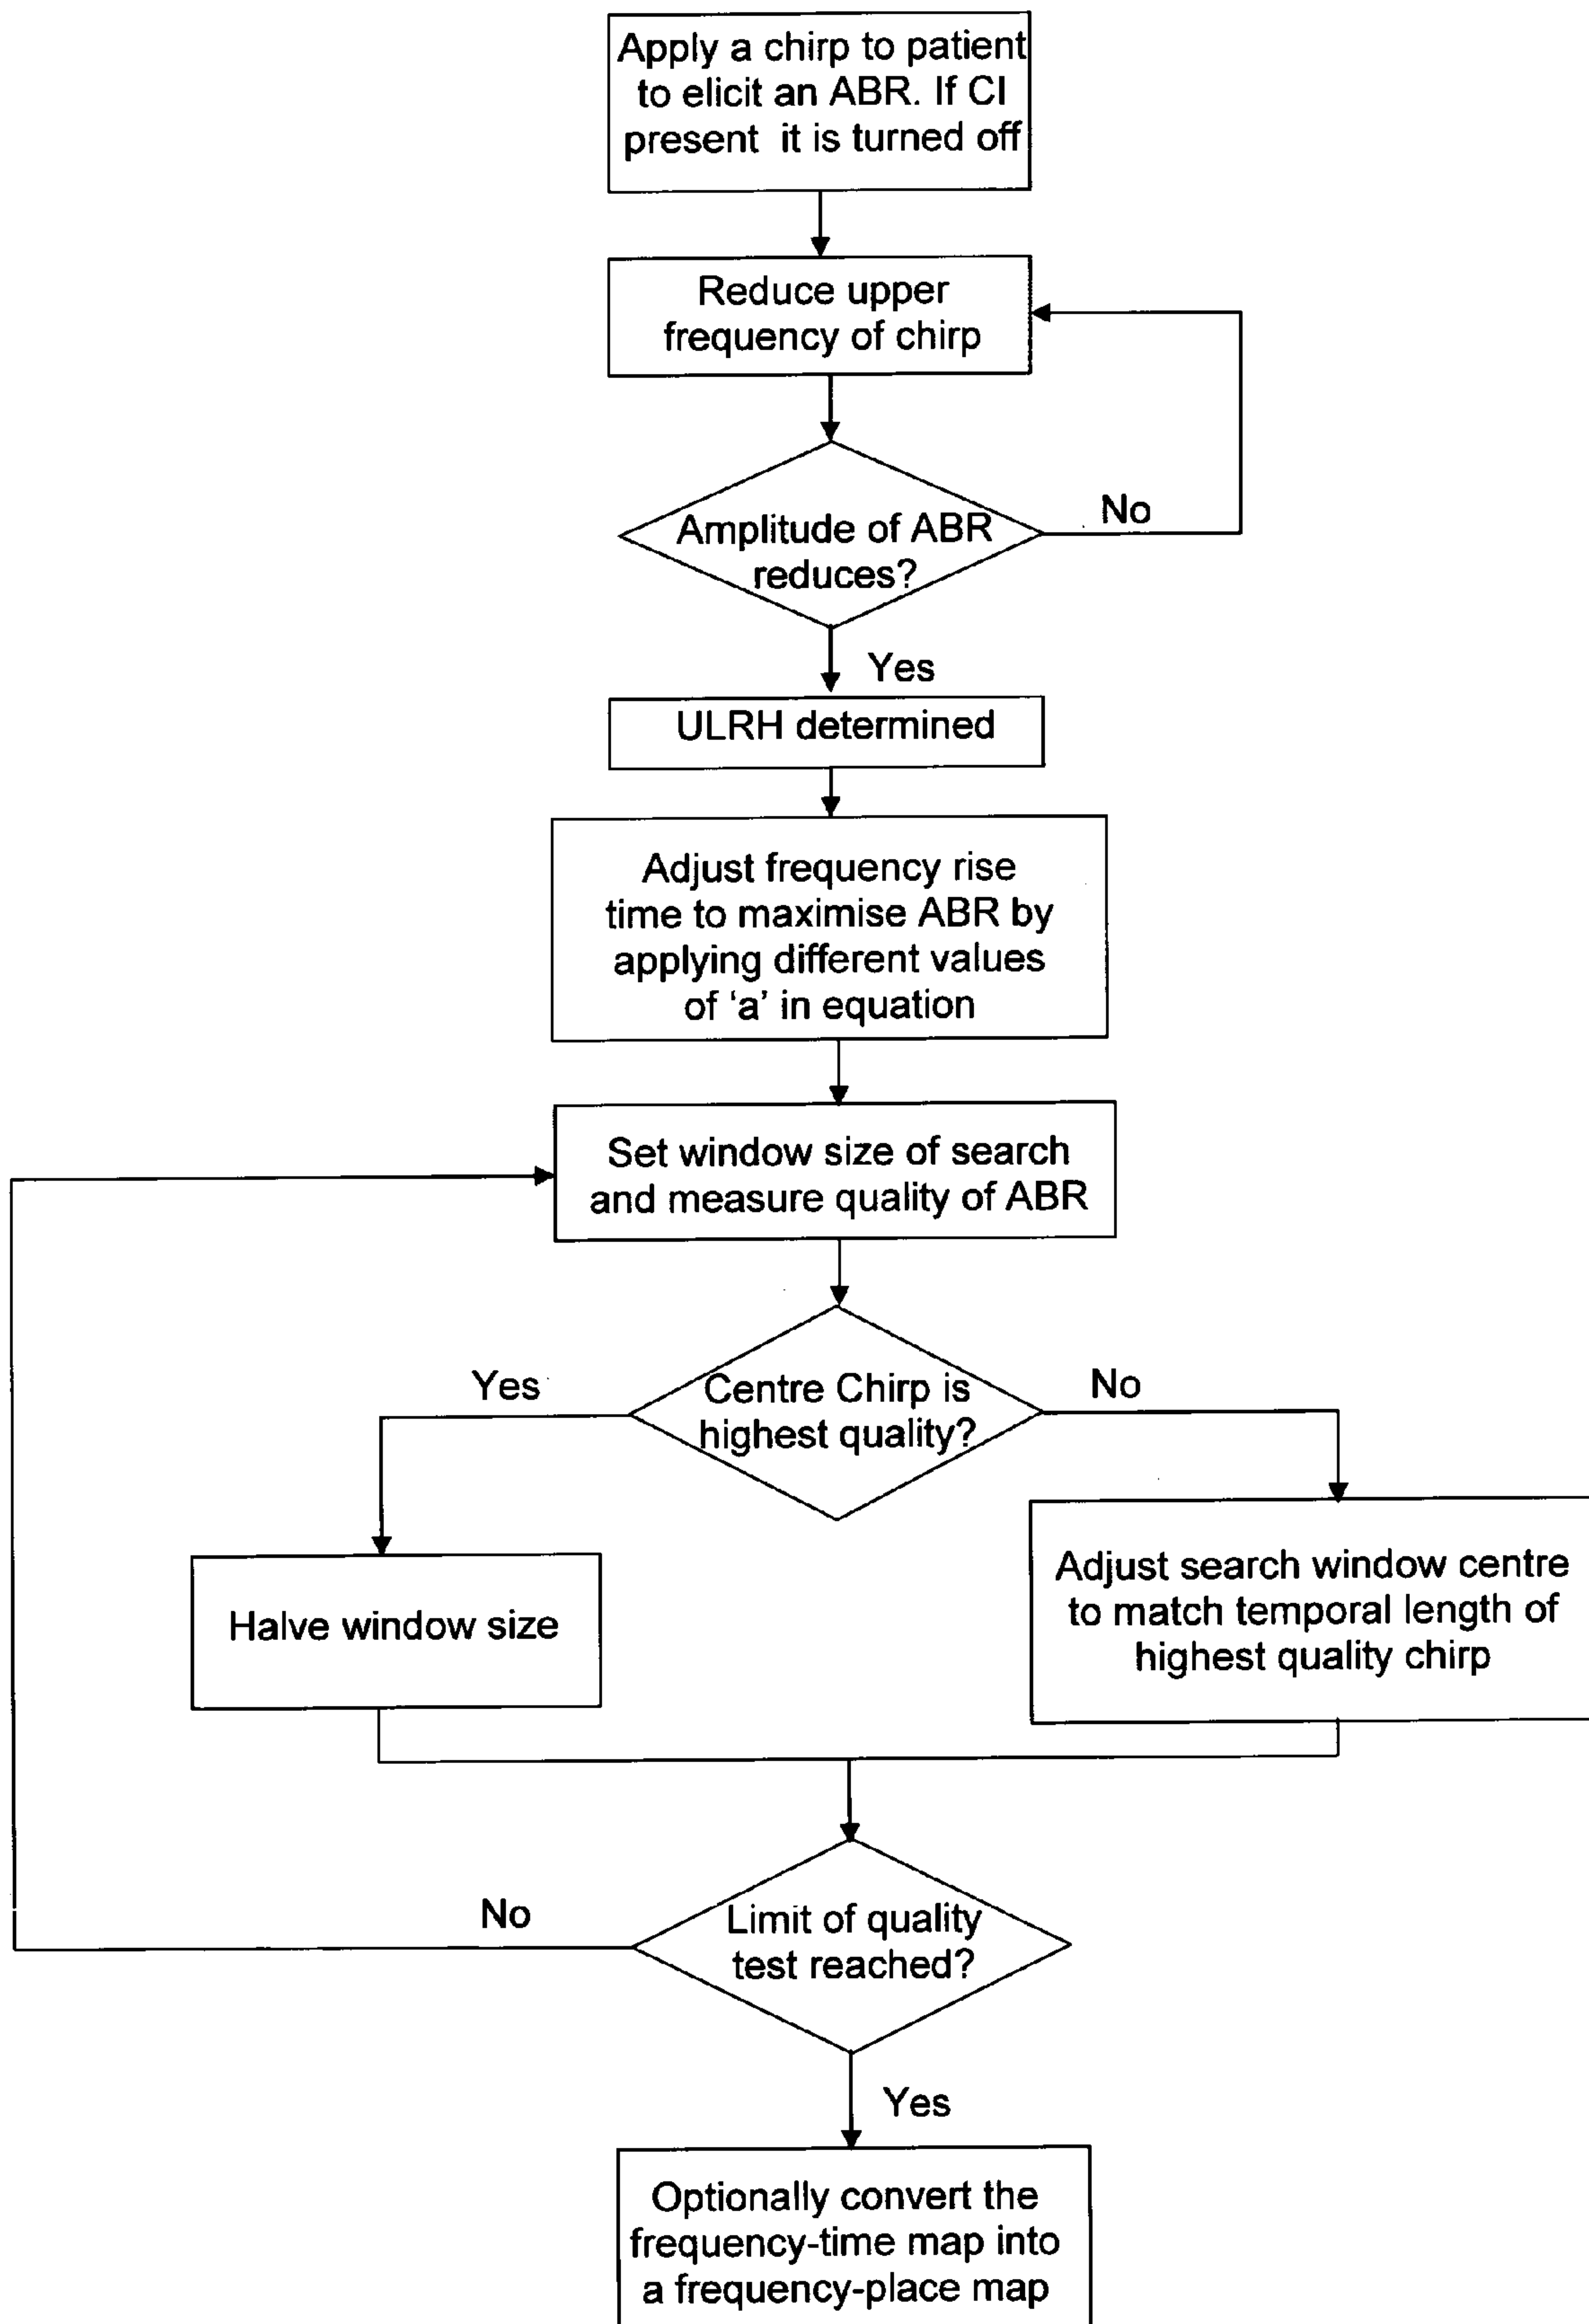 Apply a chirp to patient
to elicit an ABR. If CI
present it is turned off
Reduce upper
frequency of chirp
Amplitude of ABR
reduces?
No
Yes
ULRH determined
Adjust frequency rise
time to maximise ABR by
applying different values
of ‘a’ in equation
Set window size of search
and measure quality of ABR
Centre Chirp is
highest quality?
Yes
No
Halve window size
Adjust search window centre
to match temporal length of
highest quality chirp
Limit of quality
test reached?
No
Yes
Optionally convert the
frequency-time map into
a frequency-place map